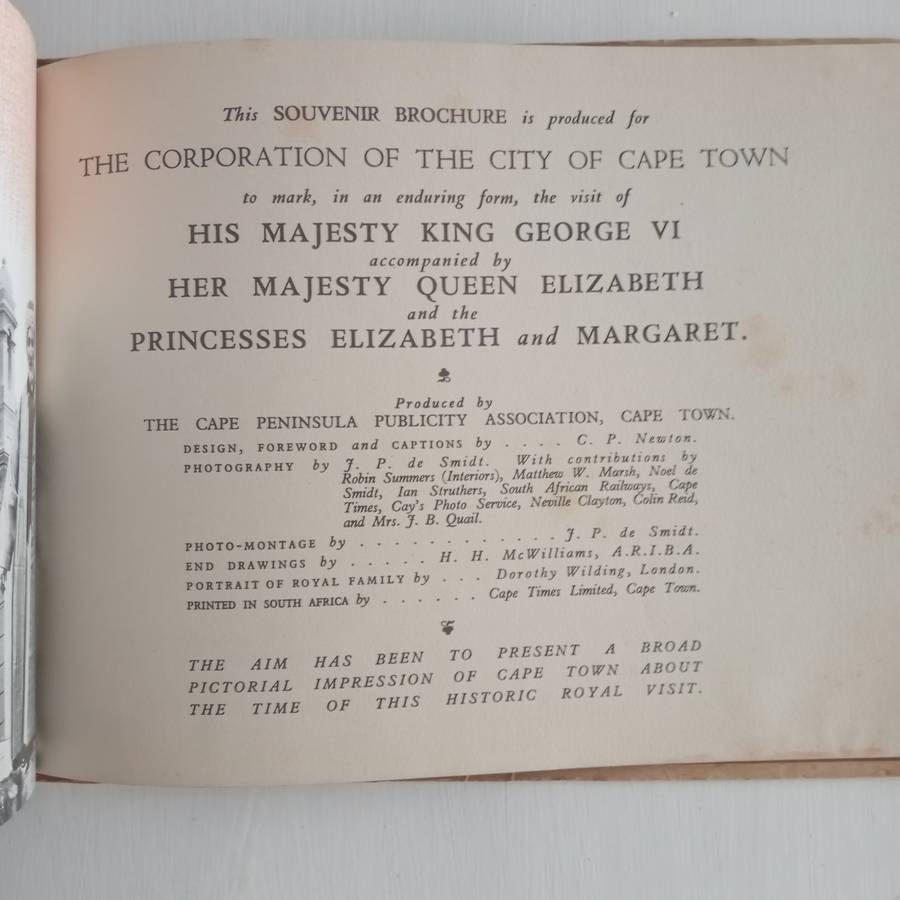 This SOUVENIR BROCHURE is produced for
THE CORPORATION OF THE CITY OF CAPE TOWN
to mark, in an enduring form, the visit of
HIS MAJESTY KING GEORGE VI
accompanied by
HER MAJESTY QUEEN ELIZABETH
and the
PRINCESSES ELIZABETH and MARGARET.
Produced by
THE CAPE PENINSULA PUBLICITY ASSOCIATION, CAPE TOWN.
DESIGN, FOREWORD and CAPTIONS by . . . . C. P. Newton.
PHOTOGRAPHY by J. P. de Smidt. With contributions by
Robin Summers (Interiors), Matthew W. Marsh, Noel de
Smidt, Ian Struthers, South African Railways, Cape
Times, Cay's Photo Service, Neville Clayton, Colin Reid,
and Mrs. J. B. Quail.
PHOTO-MONTAGE by . . . . . . . . . . . . J. P. de Smidt.
END DRAWINGS by . . . . . H. H. McWilliams, A.R.I.B.A.
PORTRAIT OF ROYAL FAMILY by . . . Dorothy Wilding, London.
PRINTED IN SOUTH AFRICA by . . . . . . Cape Times Limited, Cape Town.
THE AIM HAS BEEN TO PRESENT A BROAD
PICTORIAL IMPRESSION OF CAPE TOWN ABOUT
THE TIME OF THIS HISTORIC ROYAL VISIT.